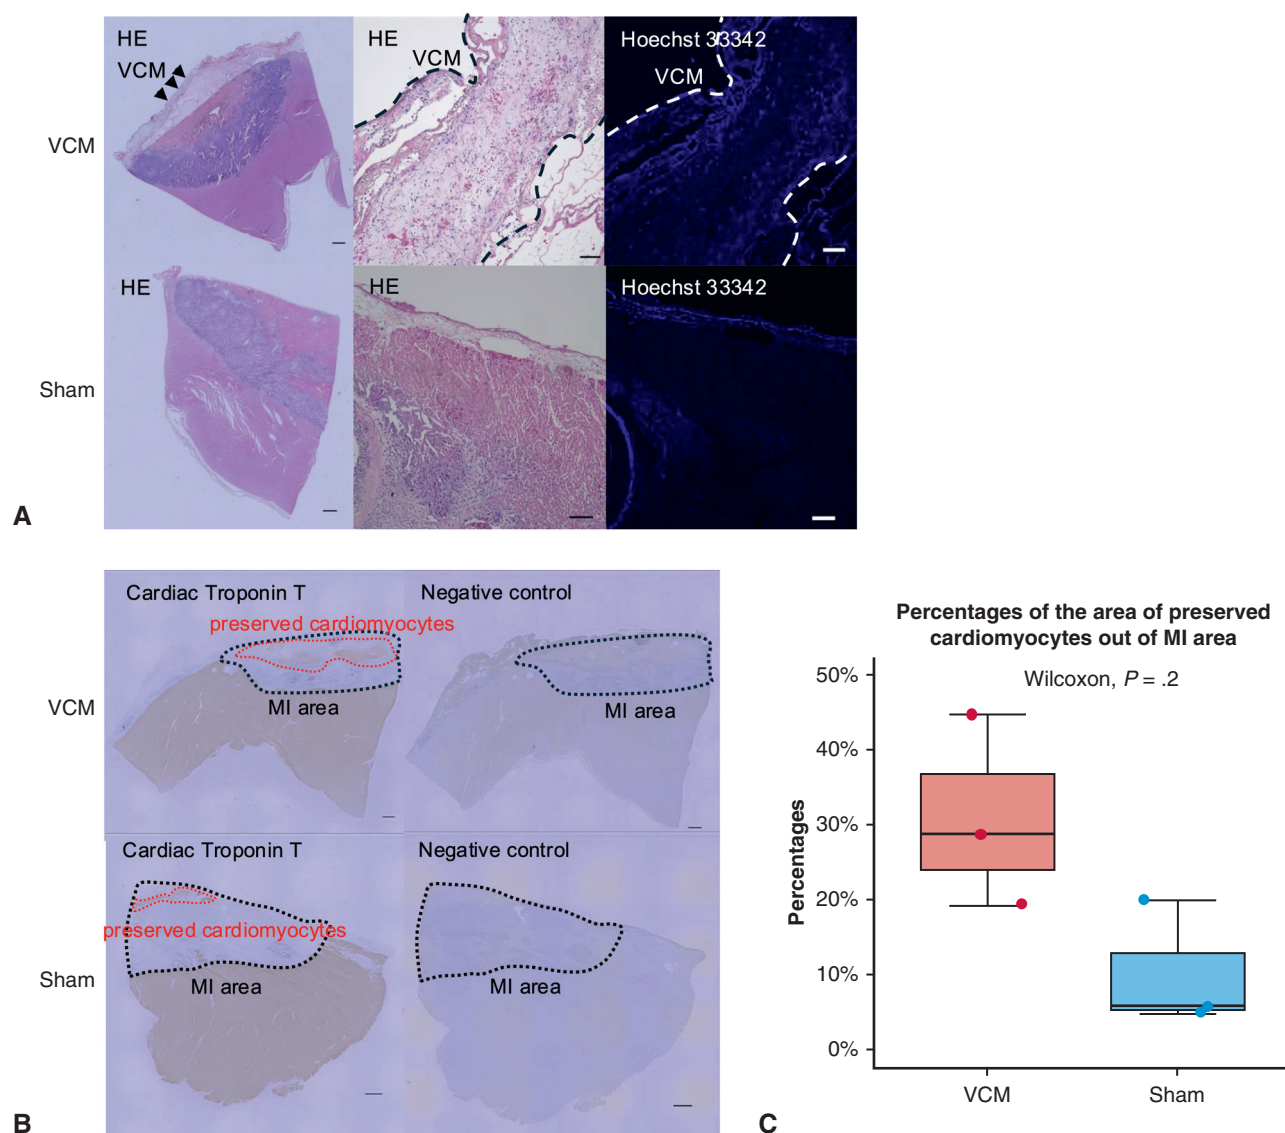 HE
VCM
HE
VCM
Hoechst 33342
VCM
VCM
HE
HE
Hoechst 33342
Sham
A
Cardiac Troponin T
preserved cardiomyocytes
MI area
Negative control
MI area
VCM
Cardiac Troponin T
preserved cardiomyocytes
MI area
Negative control
Sham
B
Percentages of the area of preserved
cardiomyocytes out of MI area
Wilcoxon, P = .2
Percentages
50%
40%
30%
20%
10%
0%
VCM
Sham
C